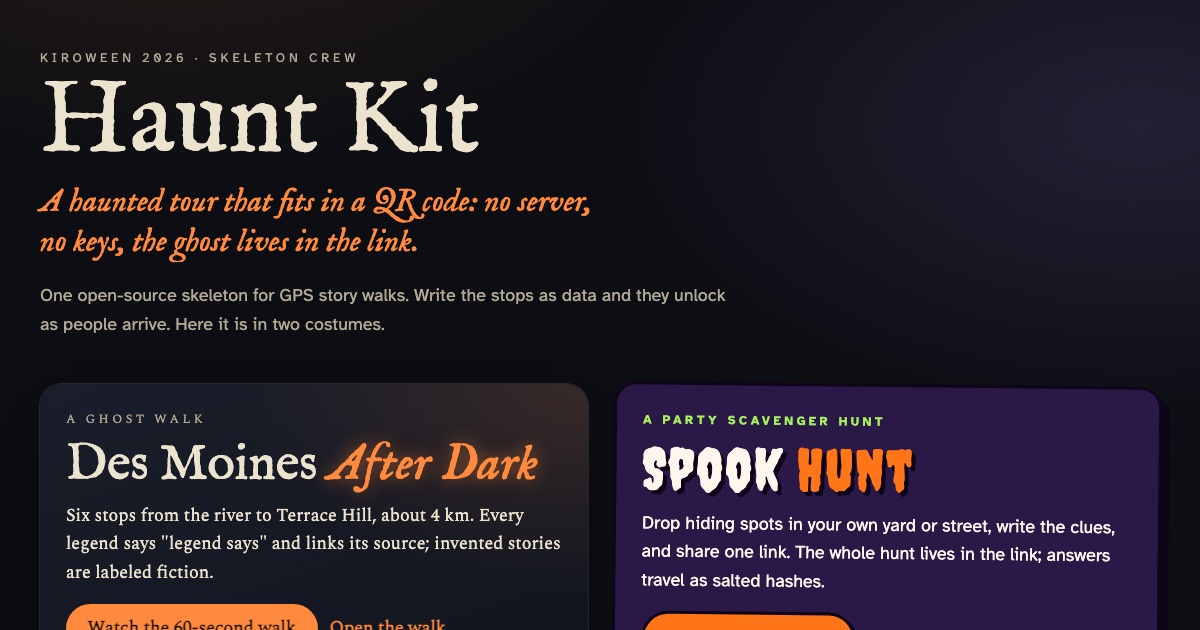 KIROWEEN 2026 · SKELETON CREW
Haunt Kit
A haunted tour that fits in a QR code: no server,
no keys, the ghost lives in the link.
One open-source skeleton for GPS story walks. Write the stops as data and they unlock
as people arrive. Here it is in two costumes.
A GHOST WALK
Des Moines After Dark
Six stops from the river to Terrace Hill, about 4 km. Every
legend says "legend says" and links its source; invented stories
are labeled fiction.
Watch the 60-second walk
Open the walk
A PARTY SCAVENGER HUNT
SPOOK HUNT
Drop hiding spots in your own yard or street, write the clues,
and share one link. The whole hunt lives in the link; answers
travel as salted hashes.